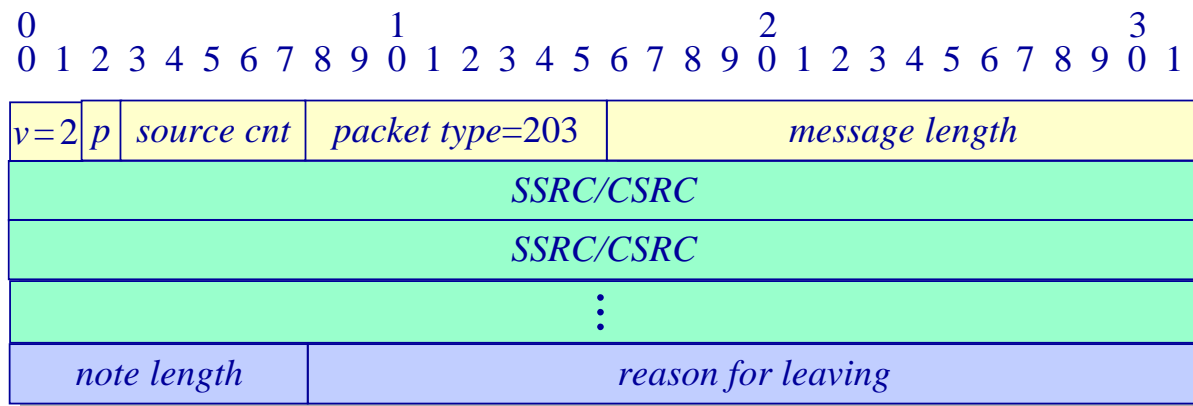 0 1 2 3
0 1 2 3 4 5 6 7 8 9 0 1 2 3 4 5 6 7 8 9 0 1 2 3 4 5 6 7 8 9 0 1
v=2 p source cnt packet type=203 message length
SSRC/CSRC
SSRC/CSRC
⋮
note length reason for leaving